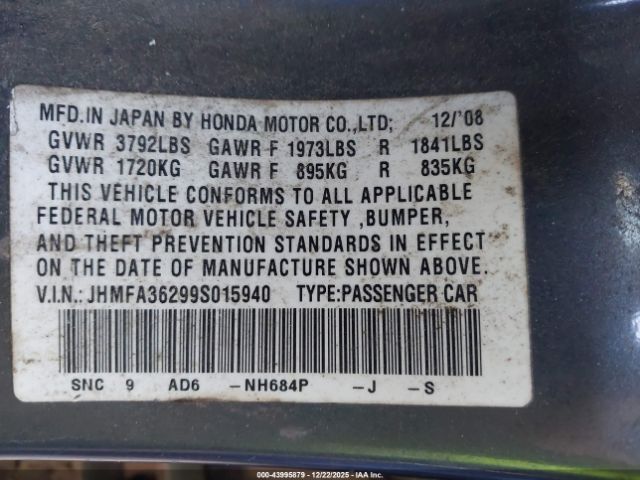 MFD.IN JAPAN BY HONDA MOTOR CO.,LTD; 12/'08
GVWR 3792LBS GAWR F 1973LBS R 1841LBS
GVWR 1720KG GAWR F 895KG R 835KG
THIS VEHICLE CONFORMS TO ALL APPLICABLE
FEDERAL MOTOR VEHICLE SAFETY ,BUMPER,
AND THEFT PREVENTION STANDARDS IN EFFECT
ON THE DATE OF MANUFACTURE SHOWN ABOVE.
V.I.N.: JHMFA36299S015940 TYPE:PASSENGER CAR
SNC 9 AD6 -NH684P -J -S
© - 43995879 - 12/22/2025 - IAA Inc.